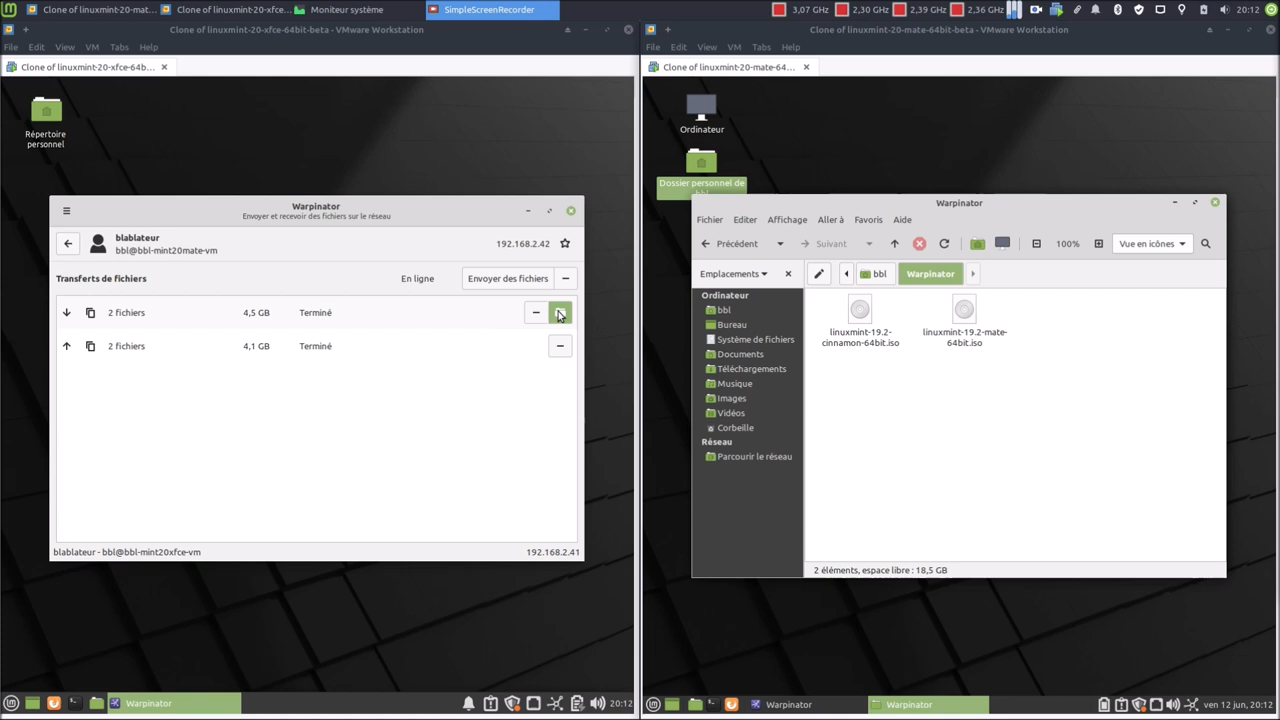 Clone of linuxmint-20-mat...
Clone of linuxmint-20-xfce...
Moniteur système
SimpleScreenRecorder
3,07 GHz
2,30 GHz
2,39 GHz
2,36 GHz
20:12
Clone of linuxmint-20-xfce-64bit-beta - VMware Workstation
File Edit View VM Tabs Help
Clone of linuxmint-20-xfce-64b...
Répertoire
personnel
Warpinator
Envoyer et recevoir des fichiers sur le réseau
blablateur
bbl@bbl-mint20mate-vm
192.168.2.42
Transferts de fichiers
En ligne
Envoyer des fichiers
2 fichiers 4,5 GB Terminé
2 fichiers 4,1 GB Terminé
blablateur - bbl@bbl-mint20xfce-vm
192.168.2.41
Warpinator
20:12
Clone of linuxmint-20-mate-64bit-beta - VMware Workstation
File Edit View VM Tabs Help
Clone of linuxmint-20-mate-64...
Ordinateur
Dossier personnel de
Warpinator
Fichier Editer Affichage Aller à Favoris Aide
Précédent
Suivant
100%
Vue en icônes
Emplacements
bbl
Warpinator
Ordinateur
bbl
Bureau
Système de fichiers
Documents
Téléchargements
Musique
Images
Vidéos
Corbeille
Réseau
Parcourir le réseau
linuxmint-19.2-
cinnamon-64bit.iso
linuxmint-19.2-mate-
64bit.iso
2 éléments, espace libre : 18,5 GB
Warpinator
Warpinator
ven 12 jun, 20:12